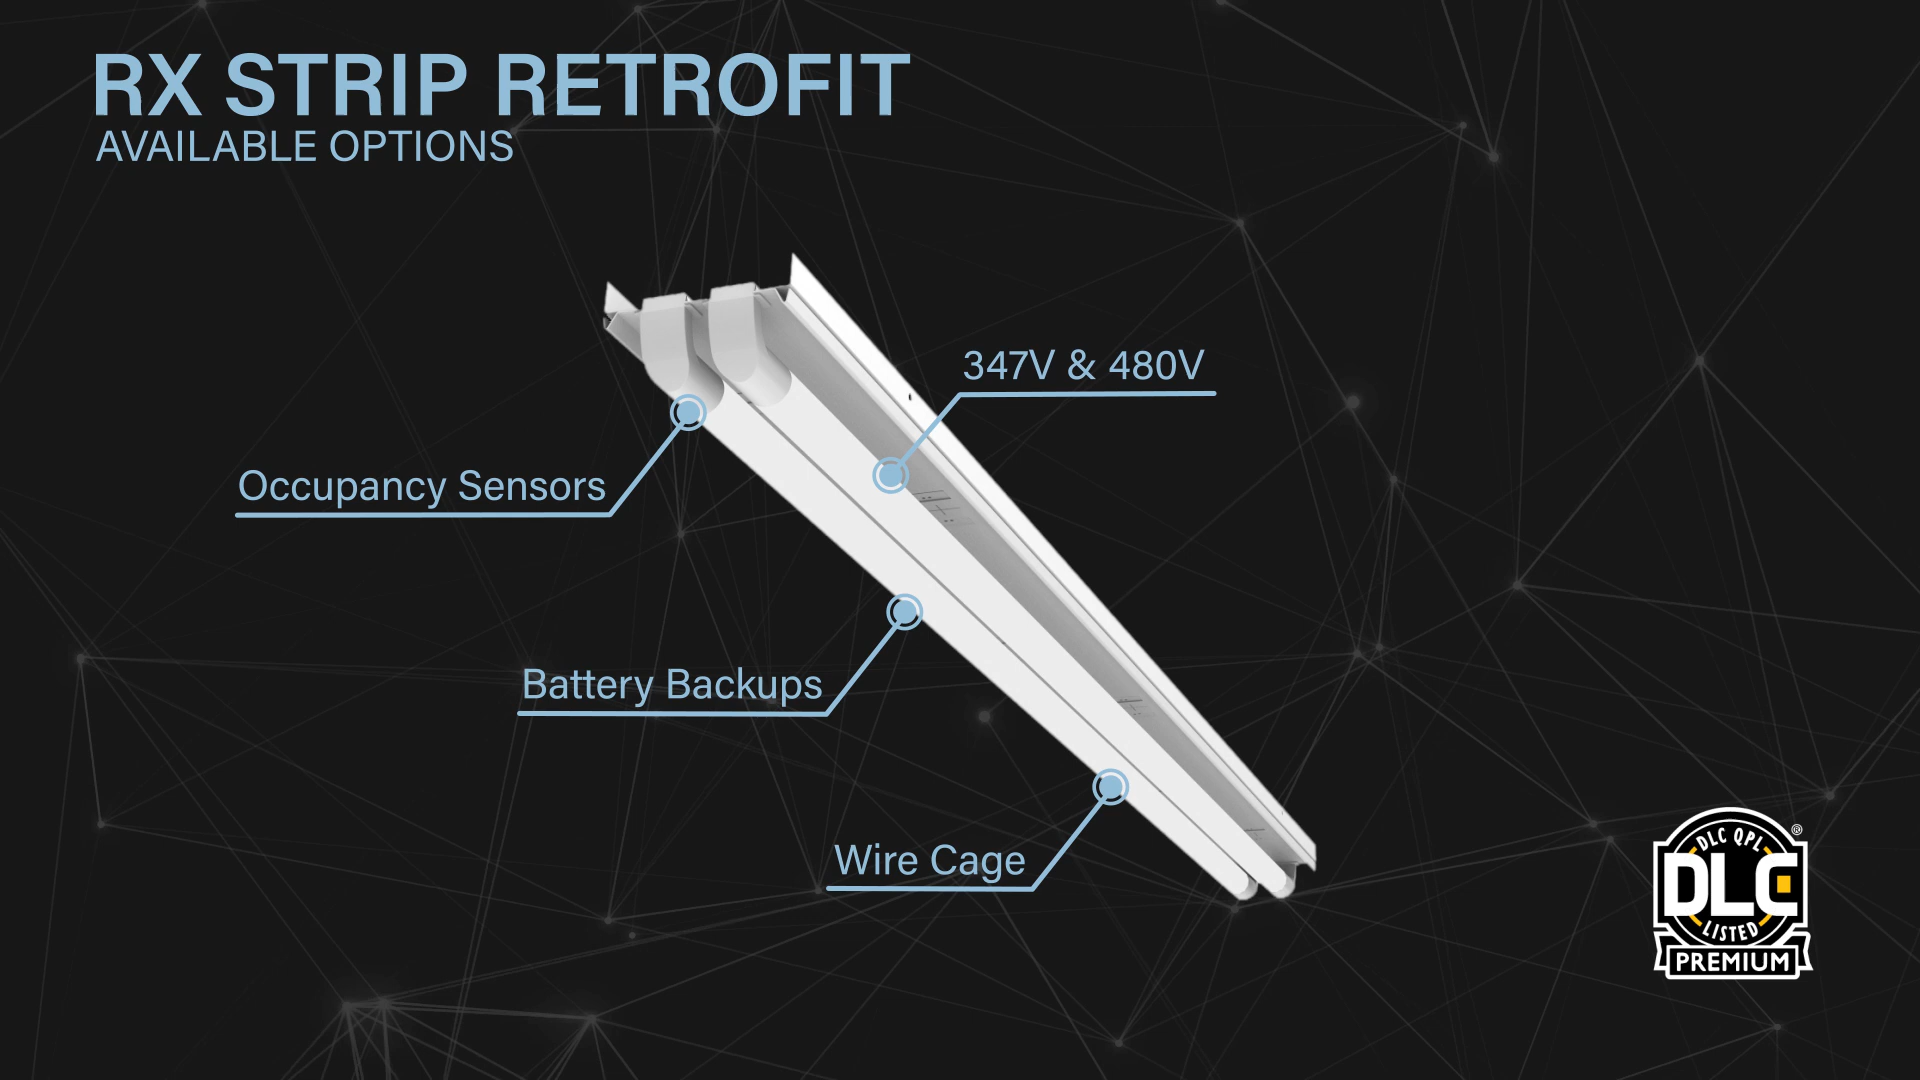 RX STRIP RETROFIT
AVAILABLE OPTIONS
347V & 480V
Occupancy Sensors
Battery Backups
Wire Cage
DLC QPL
®
DLC
LISTED
PREMIUM